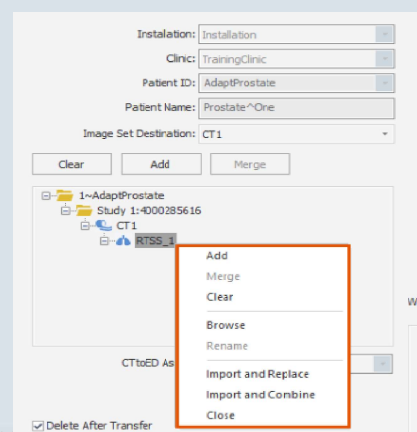 Instalation: Installation
Clinic: TrainingClinic
Patient ID: AdaptProstate
Patient Name: Prostate^One
Image Set Destination: CT1
Clear Add Merge
1~AdaptProstate
Study 1:4000285616
CT1
RTSS_1
Add
Merge
Clear
Browse
Rename
CTtoED As
Import and Replace
Import and Combine
Close
Delete After Transfer